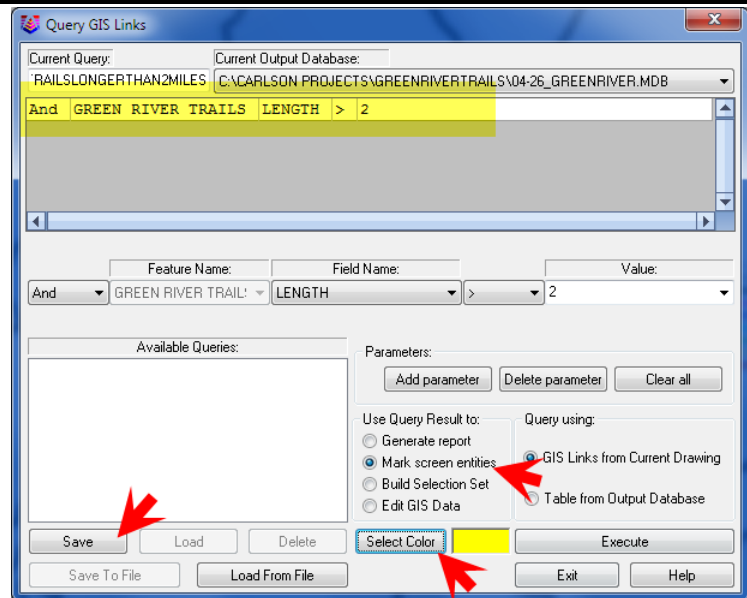 Query GIS Links
Current Query: Current Output Database:
RAILSLONGERTHAN2MILES C:\CARLSON PROJECTS\GREENRIVERTRAILS\04-26_GREENRIVER.MDB
And GREEN RIVER TRAILS LENGTH > 2
Feature Name: Field Name: Value:
And GREEN RIVER TRAIL LENGTH > 2
Available Queries:
Parameters:
Add parameter Delete parameter Clear all
Use Query Result to: Query using:
Generate report
Mark screen entities GIS Links from Current Drawing
Build Selection Set
Edit GIS Data Table from Output Database
Save Load Delete Select Color Execute
Save To File Load From File Exit Help